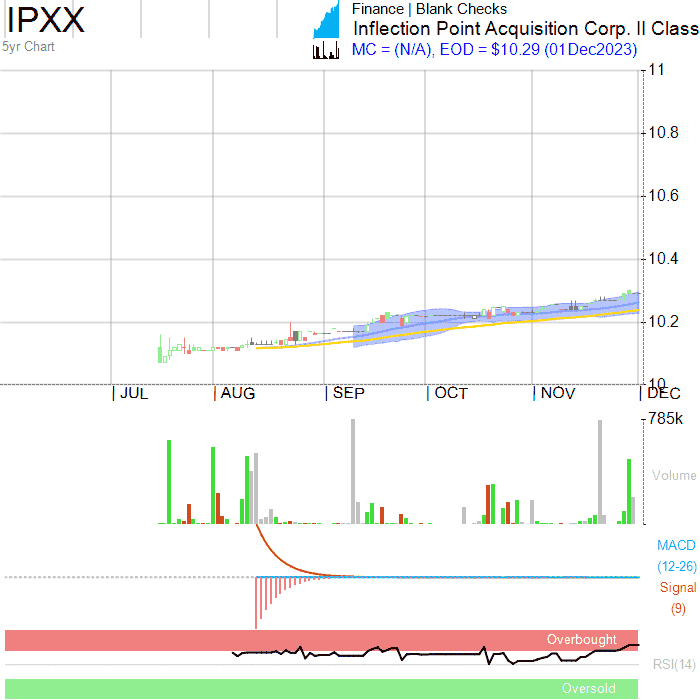 IPXX
5yr Chart
Finance | Blank Checks
Inflection Point Acquisition Corp. II Class
MC = (N/A), EOD = $10.29 (01Dec2023)
11
10.8
10.6
10.4
10.2
10
JUL AUG SEP OCT NOV DEC
785k
Volume
MACD
(12-26)
Signal
(9)
Overbought
RSI(14)
Oversold